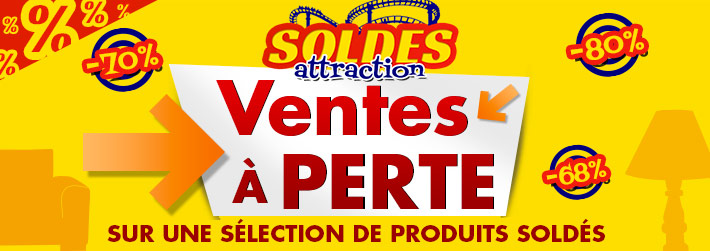 %
%
%
%
%
%
SOLDES
attraction
-70%
-80%
Ventes
à PERTE
-68%
SUR UNE SÉLECTION DE PRODUITS SOLDÉS